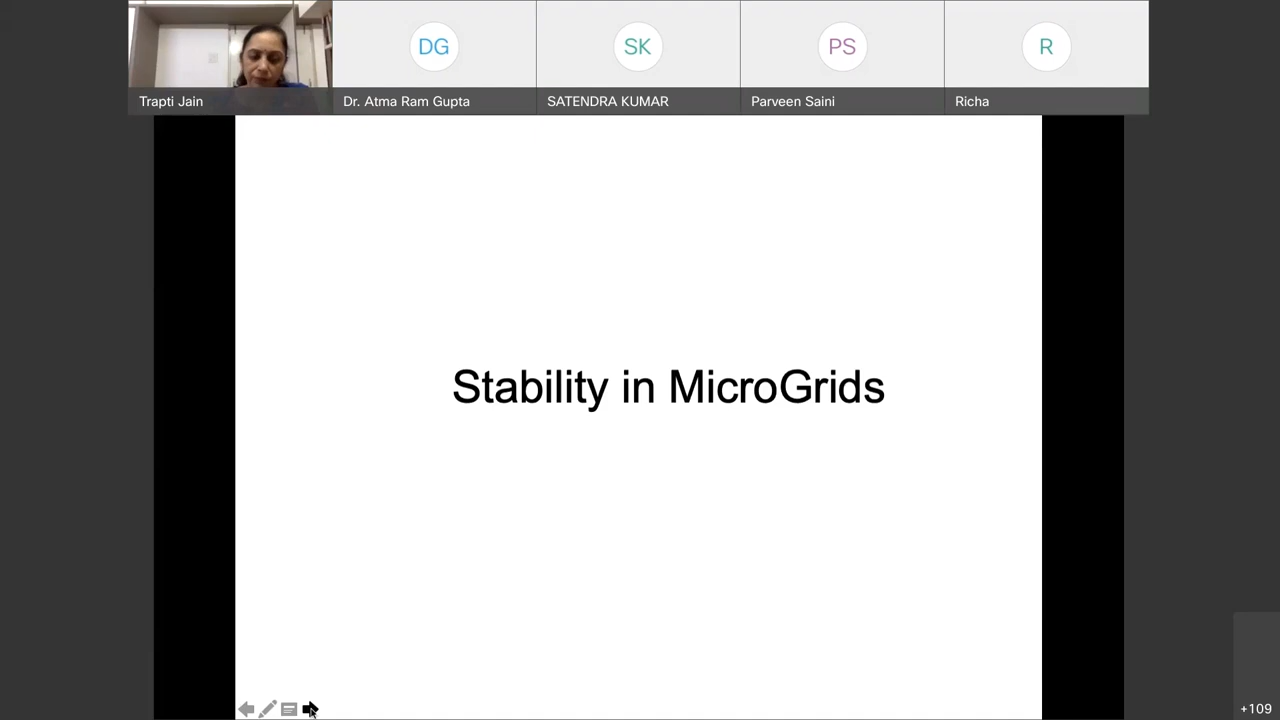 DG
SK
PS
R
Trapti Jain
Dr. Atma Ram Gupta
SATENDRA KUMAR
Parveen Saini
Richa
Stability in MicroGrids
+109